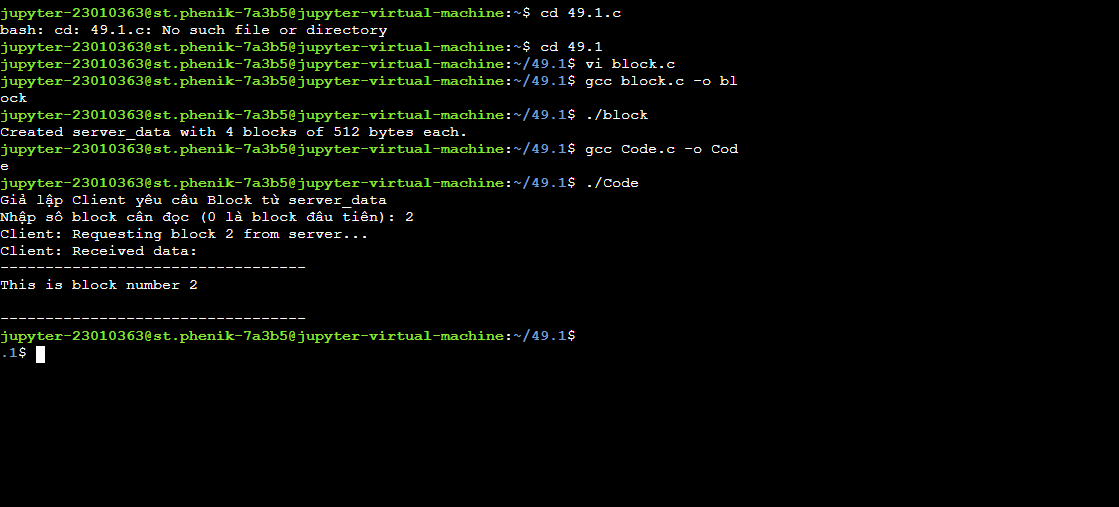 jupyter-23010363@st.phenik-7a3b5@jupyter-virtual-machine:~$ cd 49.1.c
bash: cd: 49.1.c: No such file or directory
jupyter-23010363@st.phenik-7a3b5@jupyter-virtual-machine:~$ cd 49.1
jupyter-23010363@st.phenik-7a3b5@jupyter-virtual-machine:~/49.1$ vi block.c
jupyter-23010363@st.phenik-7a3b5@jupyter-virtual-machine:~/49.1$ gcc block.c -o bl
ock
jupyter-23010363@st.phenik-7a3b5@jupyter-virtual-machine:~/49.1$ ./block
Created server_data with 4 blocks of 512 bytes each.
jupyter-23010363@st.phenik-7a3b5@jupyter-virtual-machine:~/49.1$ gcc Code.c -o Cod
e
jupyter-23010363@st.phenik-7a3b5@jupyter-virtual-machine:~/49.1$ ./Code
Giả lập Client yêu cầu Block từ server_data
Nhập số block cần đọc (0 là block đầu tiên): 2
Client: Requesting block 2 from server...
Client: Received data:
----------------------------------
This is block number 2
----------------------------------
jupyter-23010363@st.phenik-7a3b5@jupyter-virtual-machine:~/49.1$
.1$